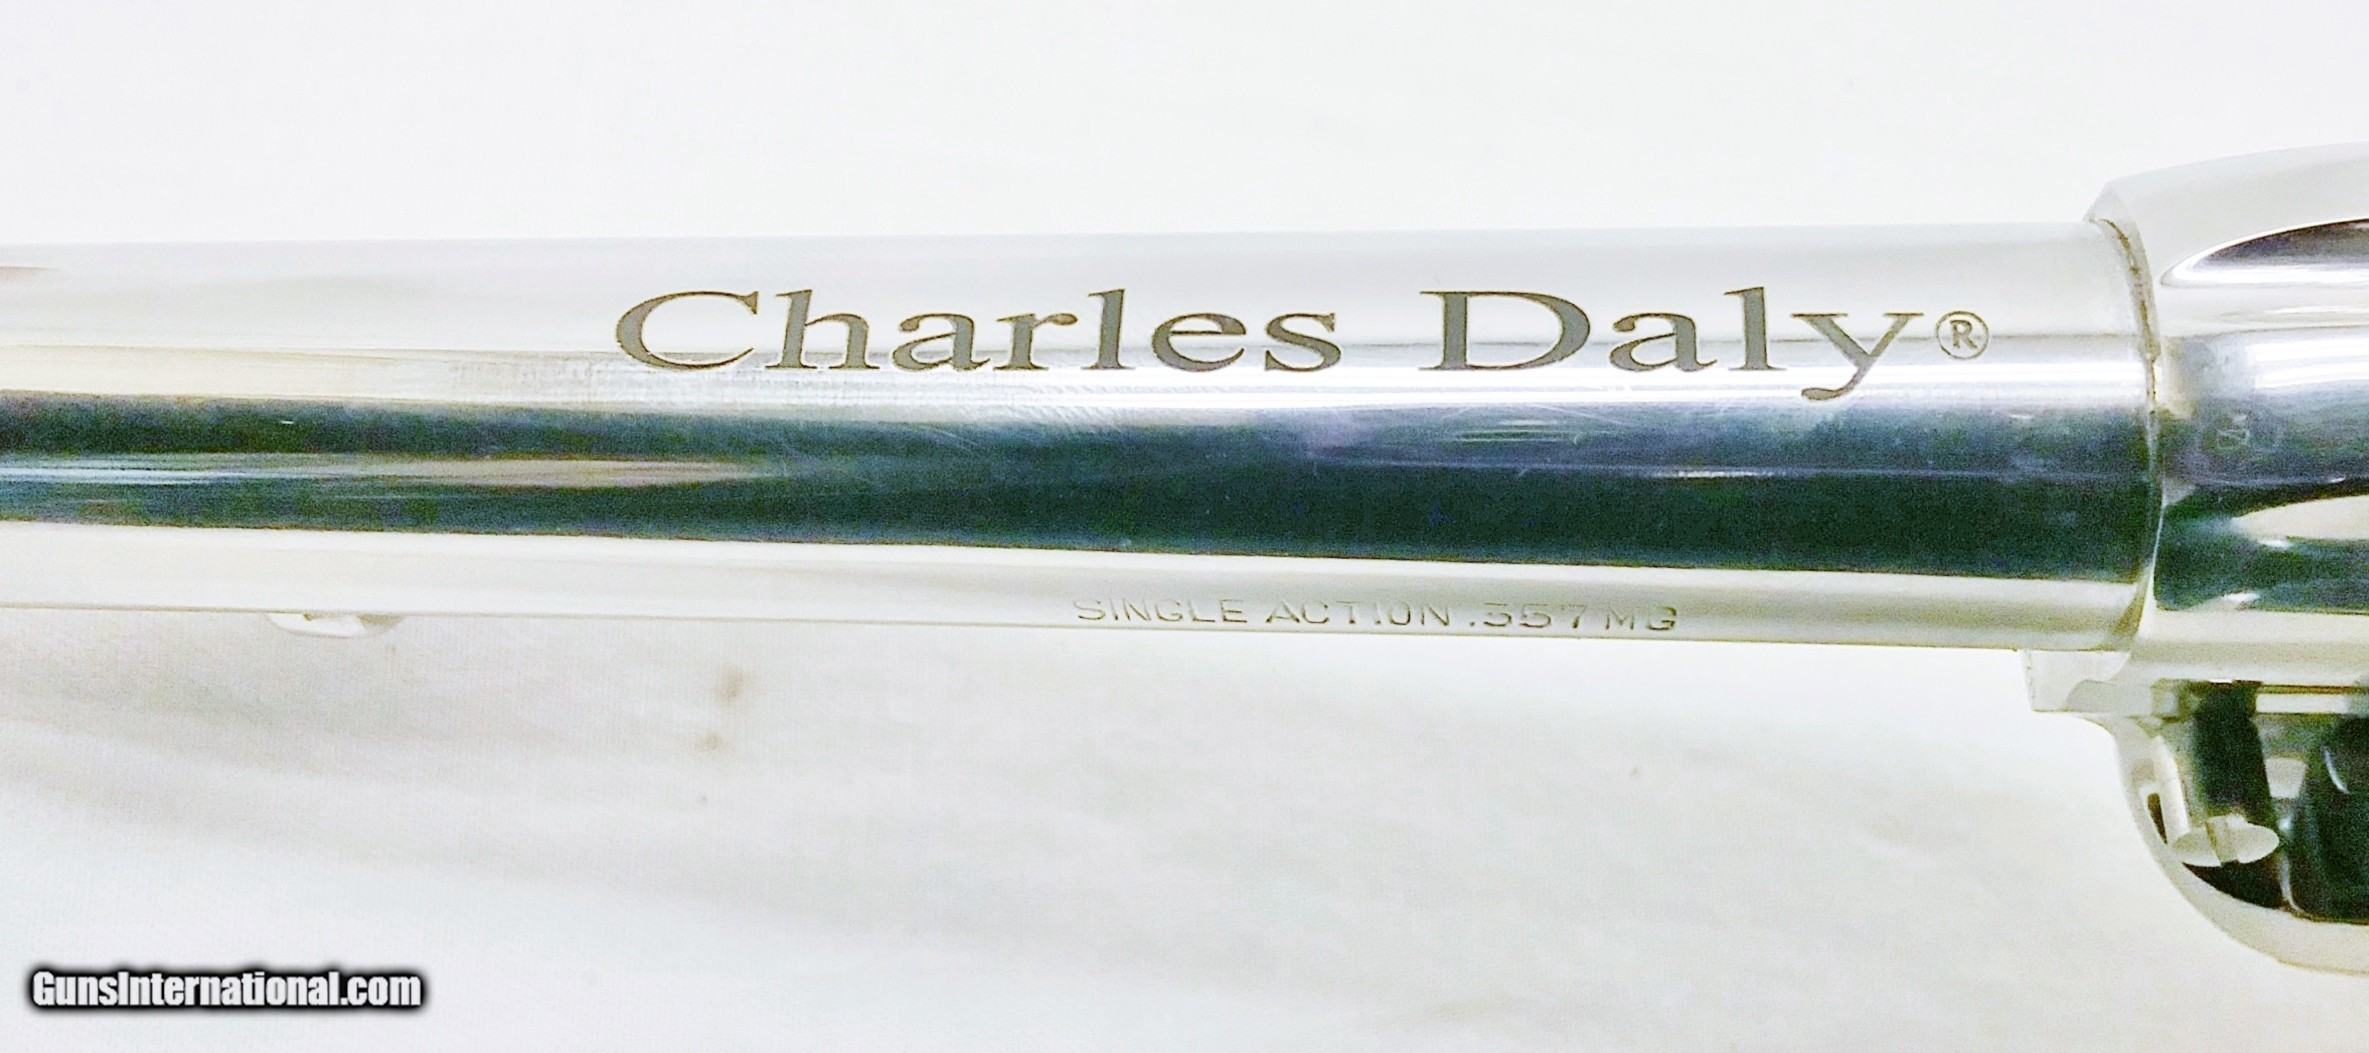 Charles Daly®
SINGLE ACTION .357 MG
GunsInternational.com